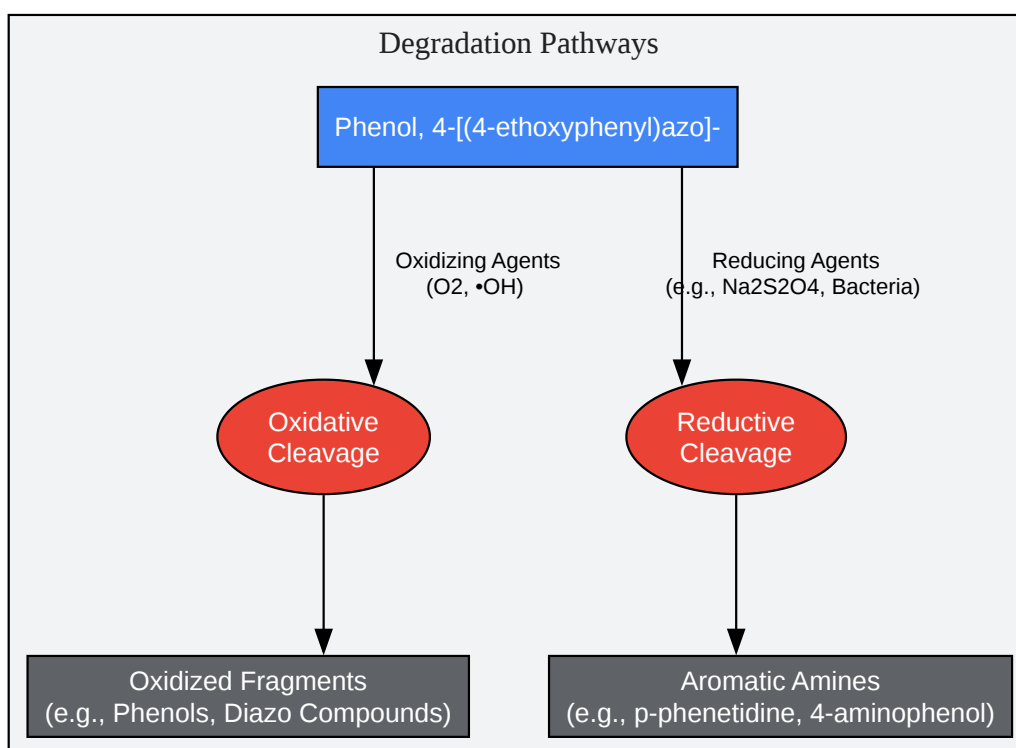 Degradation Pathways
Phenol, 4-[(4-ethoxyphenyl)azo]-
Oxidizing Agents
(O2, •OH)
Reducing Agents
(e.g., Na2S2O4, Bacteria)
Oxidative
Cleavage
Reductive
Cleavage
Oxidized Fragments
(e.g., Phenols, Diazo Compounds)
Aromatic Amines
(e.g., p-phenetidine, 4-aminophenol)